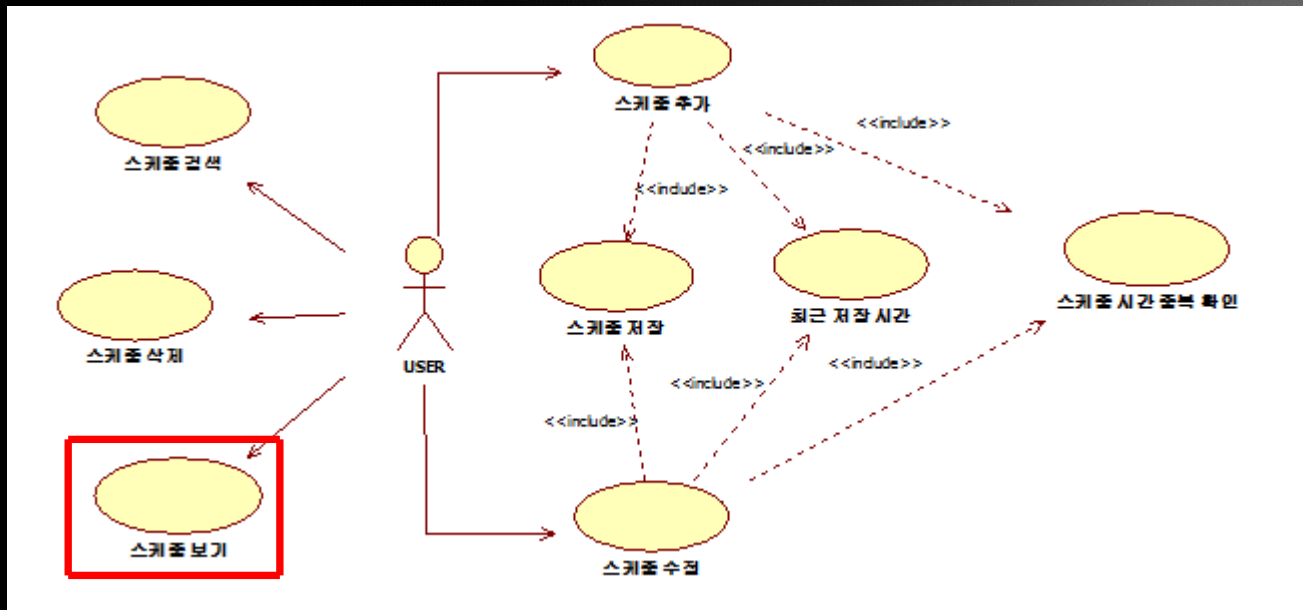 스케줄 추가
<<include>>
스케줄 검색
<<include>>
<<include>>
스케줄 시간 중복 확인
스케줄 저장
최근 저장 시간
스케줄 삭제
USER
<<include>>
<<include>>
<<include>>
스케줄 보기
스케줄 수정